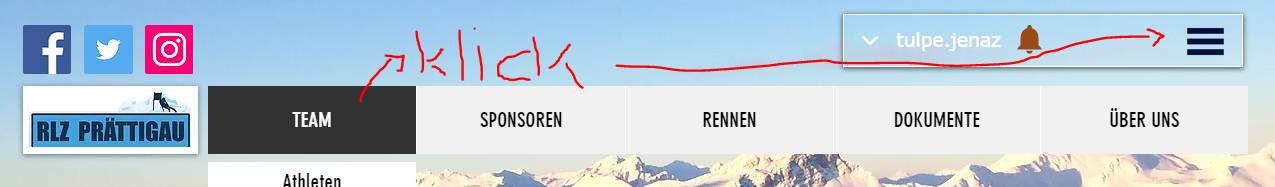 tulpe.jenaz
klick
RLZ PRÄTTIGAU
TEAM SPONSOREN RENNEN DOKUMENTE ÜBER UNS
Athleten